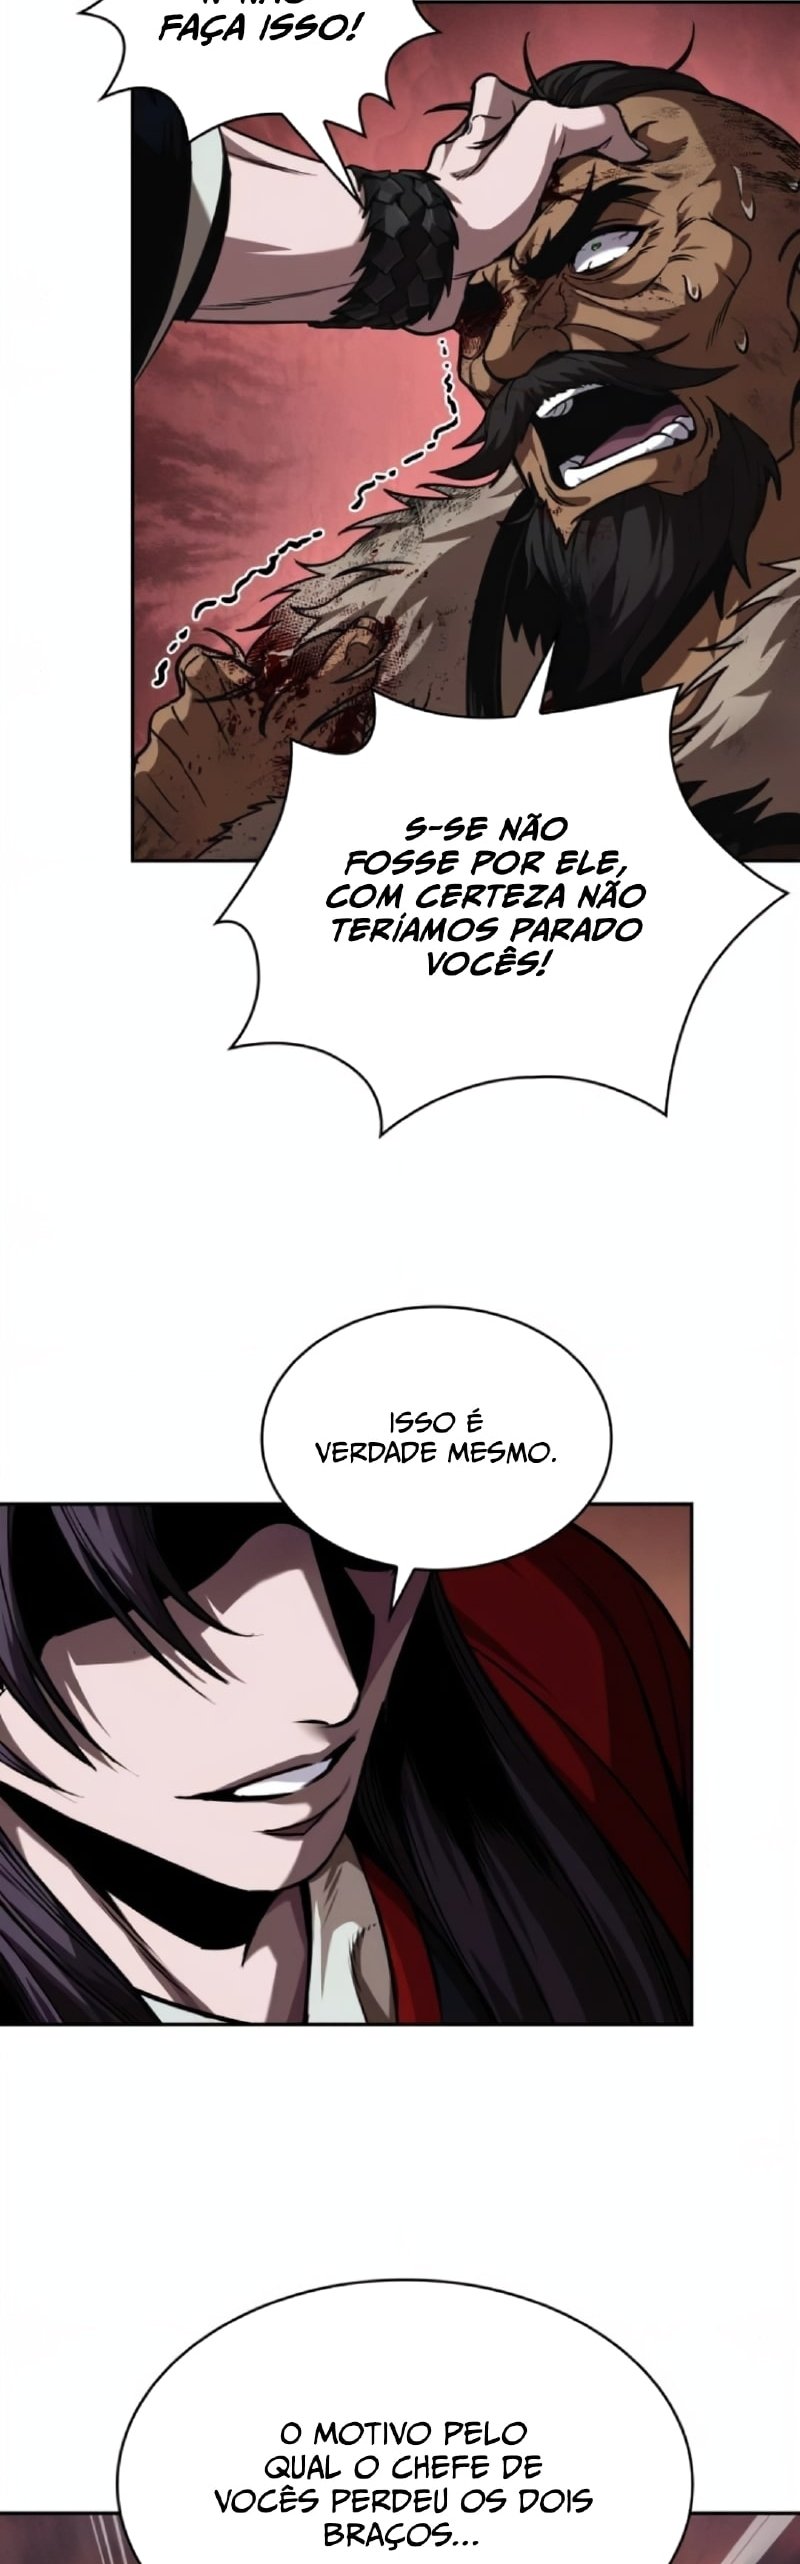 N-NÃO
FAÇA ISSO!
S-SE NÃO
FOSSE POR ELE,
COM CERTEZA NÃO
TERÍAMOS PARADO
VOCÊS!
ISSO É
VERDADE MESMO.
O MOTIVO PELO
QUAL O CHEFE DE
VOCÊS PERDEU OS DOIS
BRAÇOS...